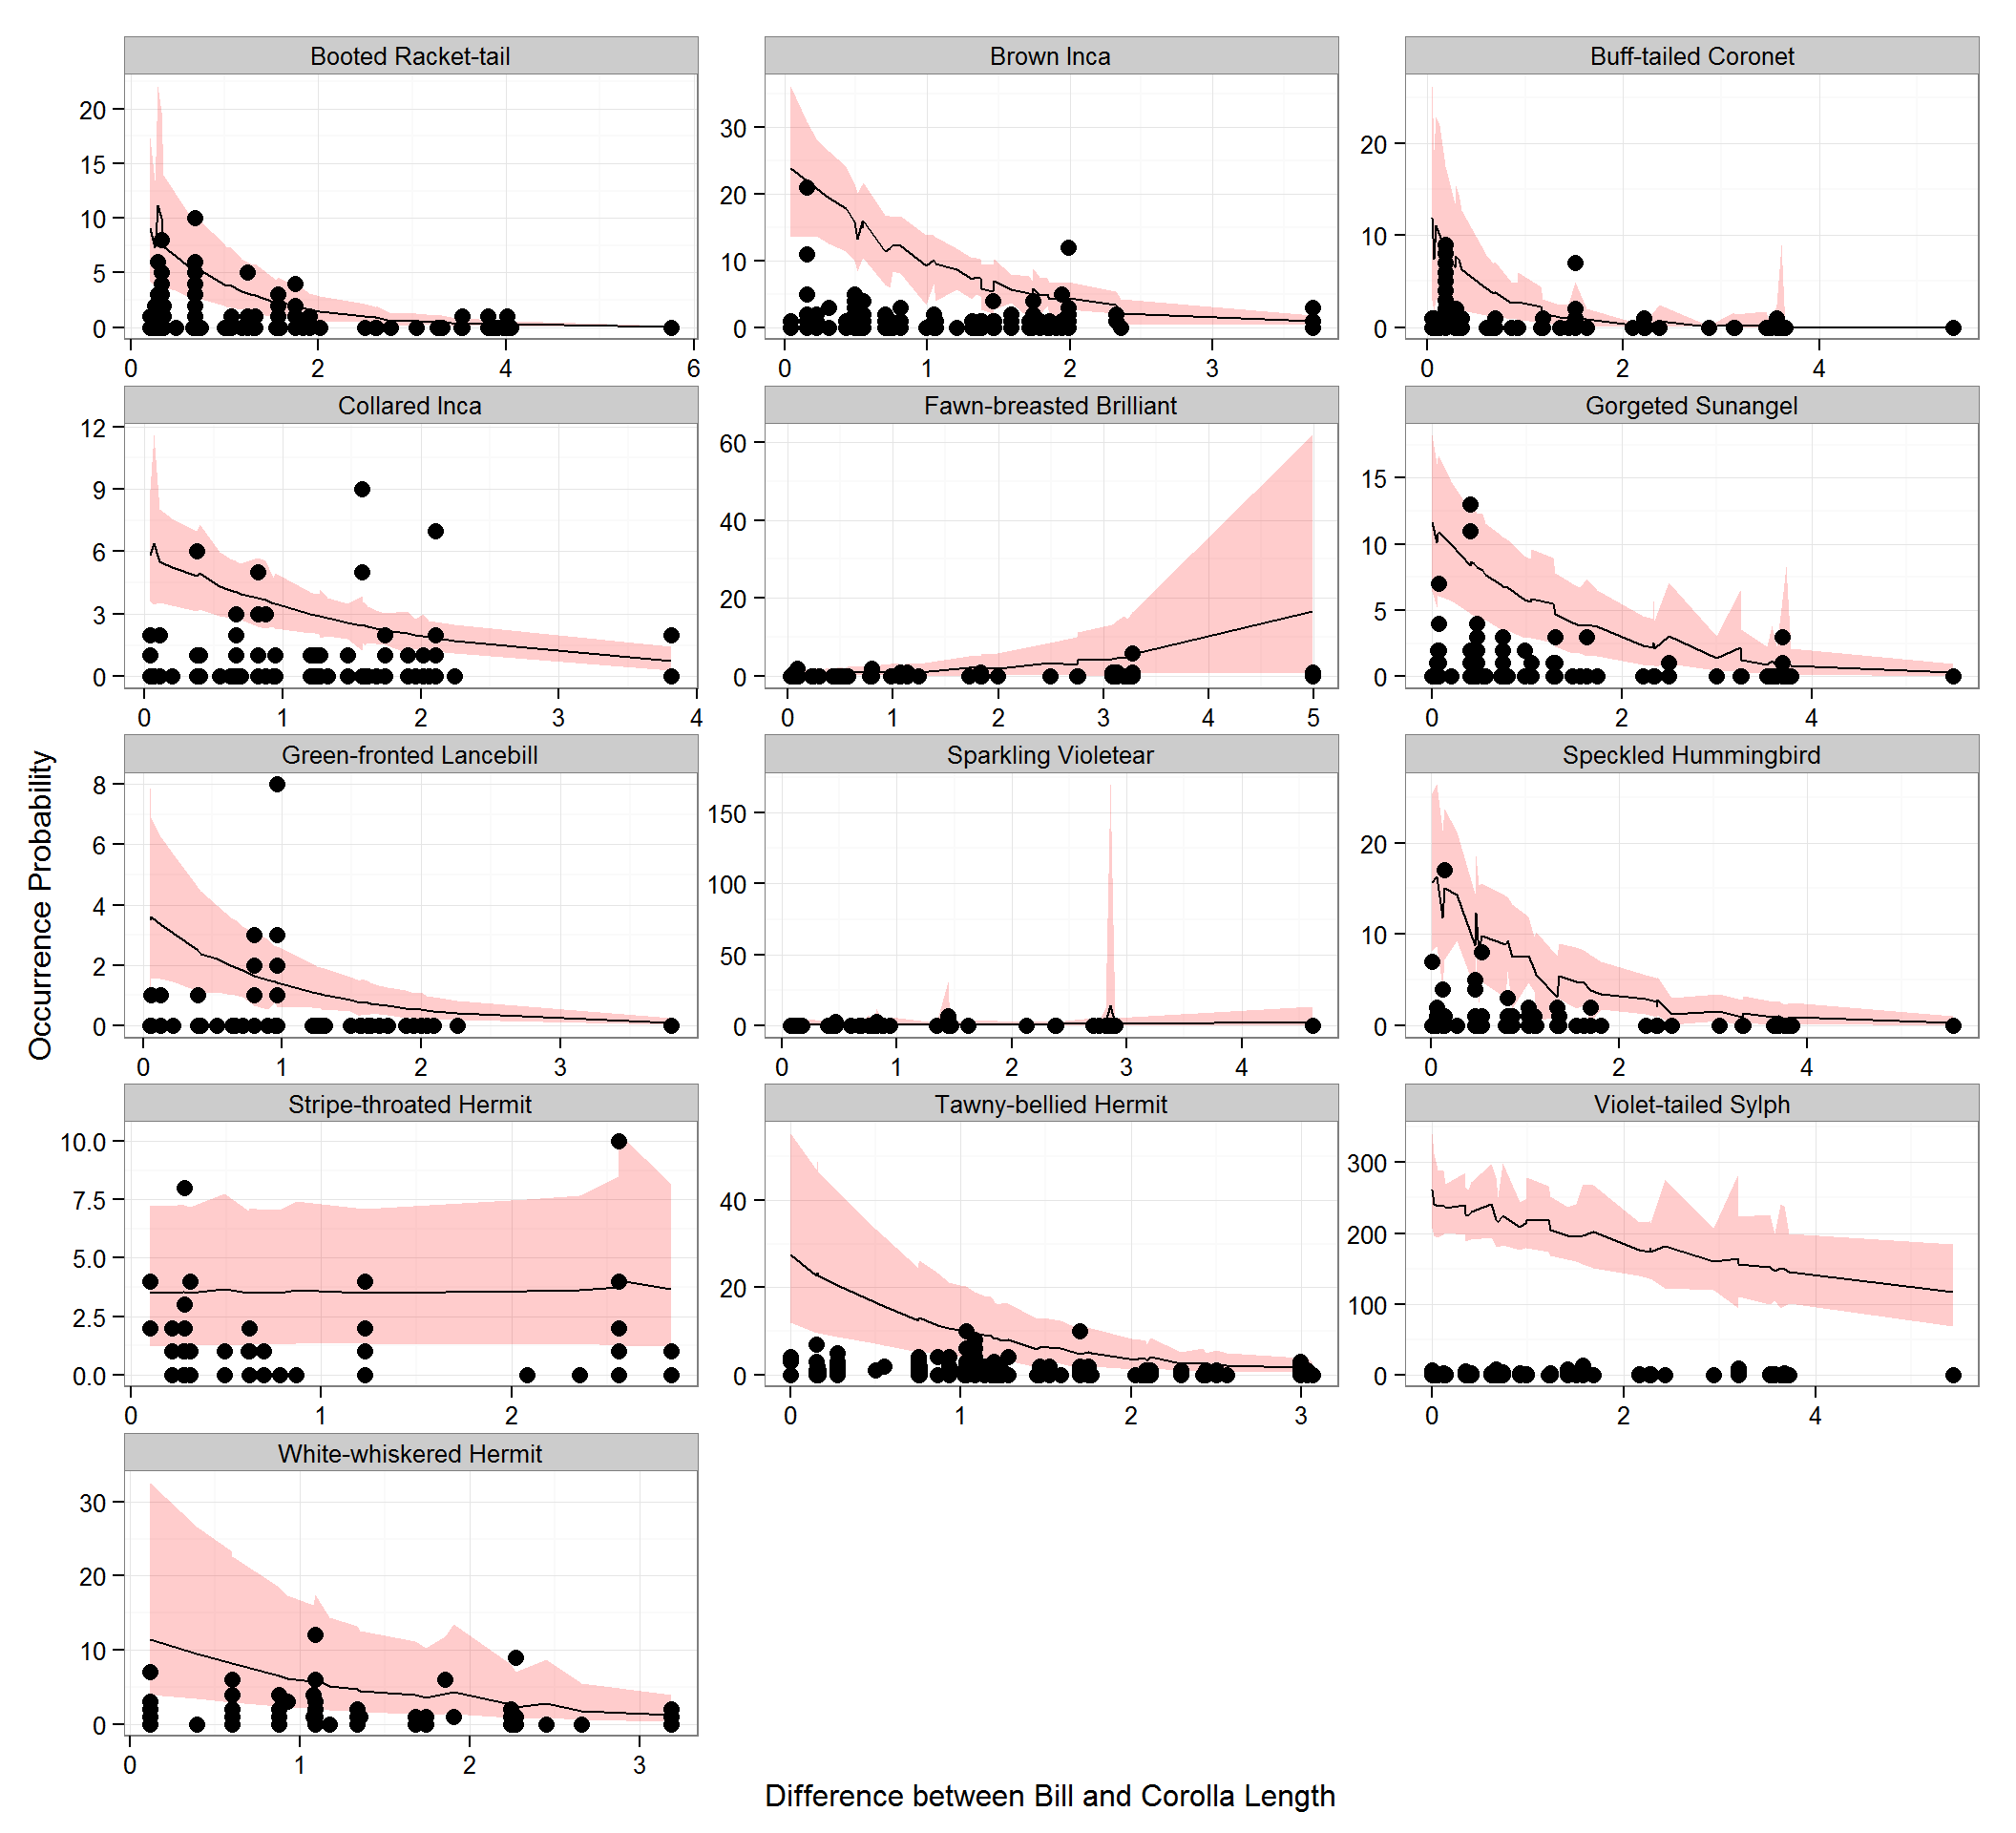 Booted Racket-tail
Brown Inca
Buff-tailed Coronet
20
15
10
5
0
30
20
10
0
20
10
0
0 2 4 6
0 1 2 3
0 2 4
Collared Inca
Fawn-breasted Brilliant
Gorgeted Sunangel
12
9
6
3
0
60
40
20
0
15
10
5
0
0 1 2 3 4
0 1 2 3 4 5
0 2 4
Green-fronted Lancebill
Sparkling Violetear
Speckled Hummingbird
8
6
4
2
0
150
100
50
0
20
10
0
0 1 2 3
0 1 2 3 4
0 2 4
Stripe-throated Hermit
Tawny-bellied Hermit
Violet-tailed Sylph
10.0
7.5
5.0
2.5
0.0
40
20
0
300
200
100
0
0 1 2
0 1 2 3
0 2 4
White-whiskered Hermit
30
20
10
0
0 1 2 3
Occurrence Probability
Difference between Bill and Corolla Length